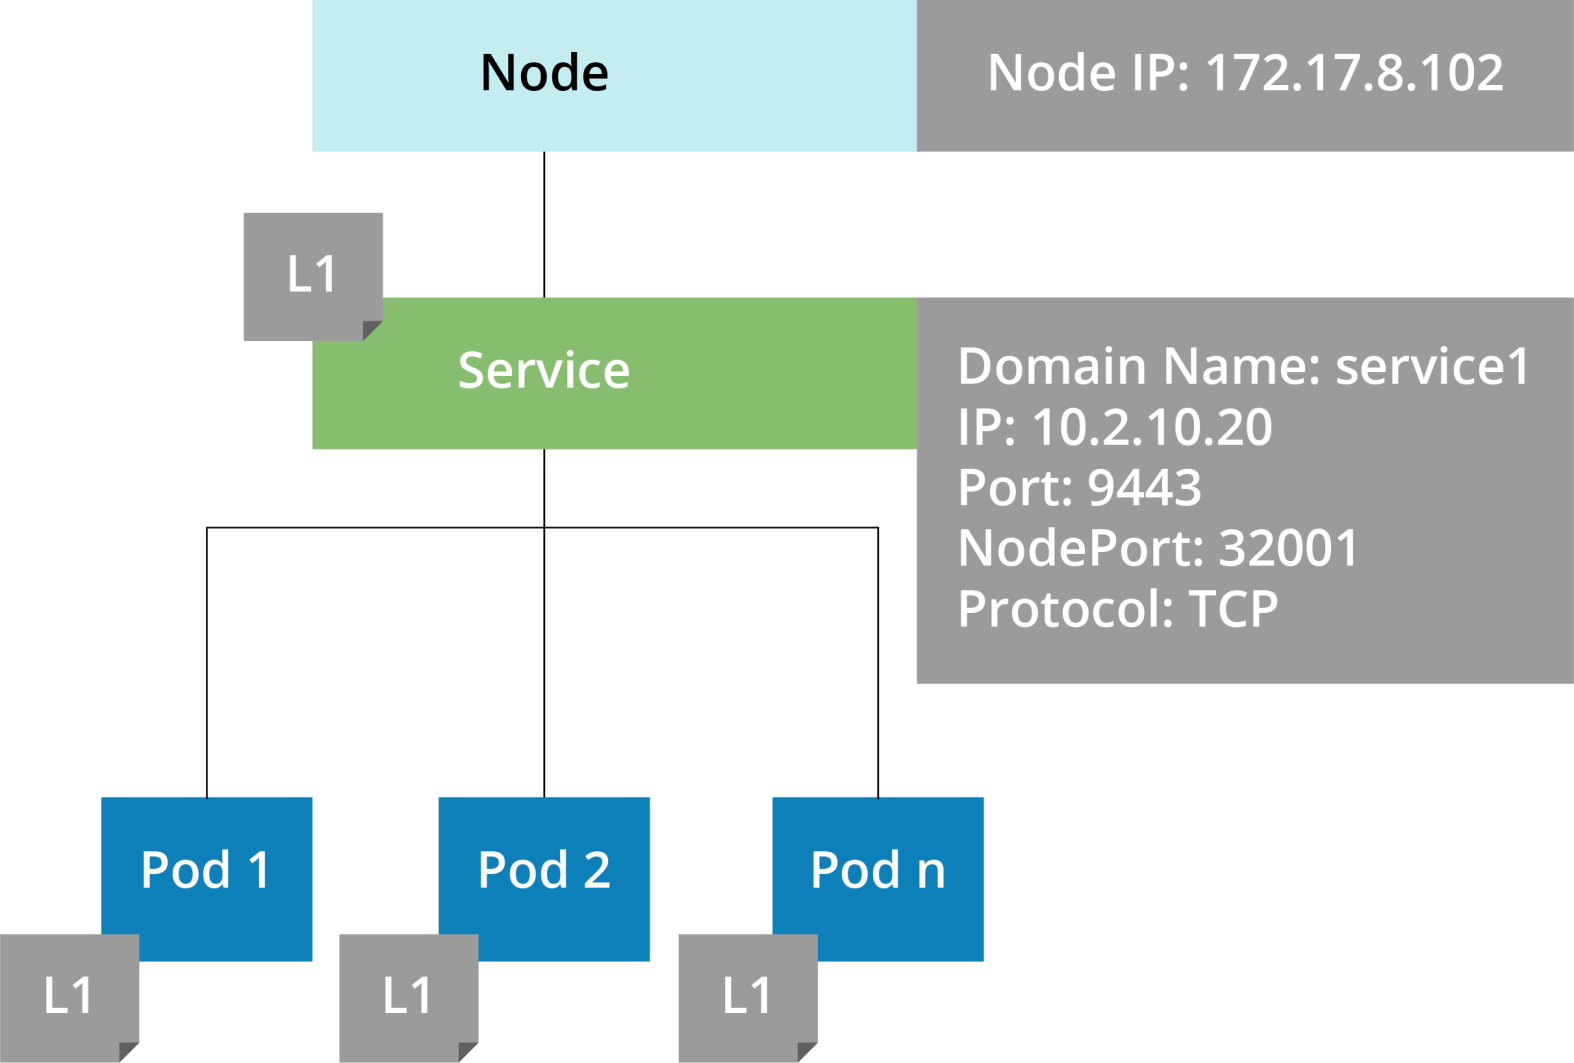 Node
Node IP: 172.17.8.102
L1
Service
Domain Name: service1
IP: 10.2.10.20
Port: 9443
NodePort: 32001
Protocol: TCP
Pod 1
Pod 2
Pod n
L1
L1
L1